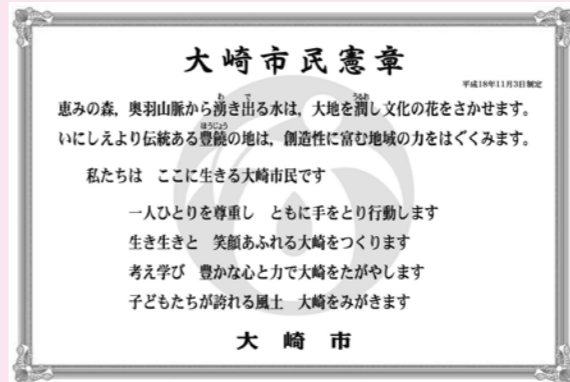 大崎市民憲章
平成18年11月3日制定
恵みの森，奥羽山脈から湧き出る水は，大地を潤し文化の花をさかせます。
いにしえより伝統ある豊饒の地は，創造性に富む地域の力をはぐくみます。
私たちは　ここに生きる大崎市民です
一人ひとりを尊重し　ともに手をとり行動します
生き生きと　笑顔あふれる大崎をつくります
考え学び　豊かな心と力で大崎をたがやします
子どもたちが誇れる風土　大崎をみがきます
大崎市